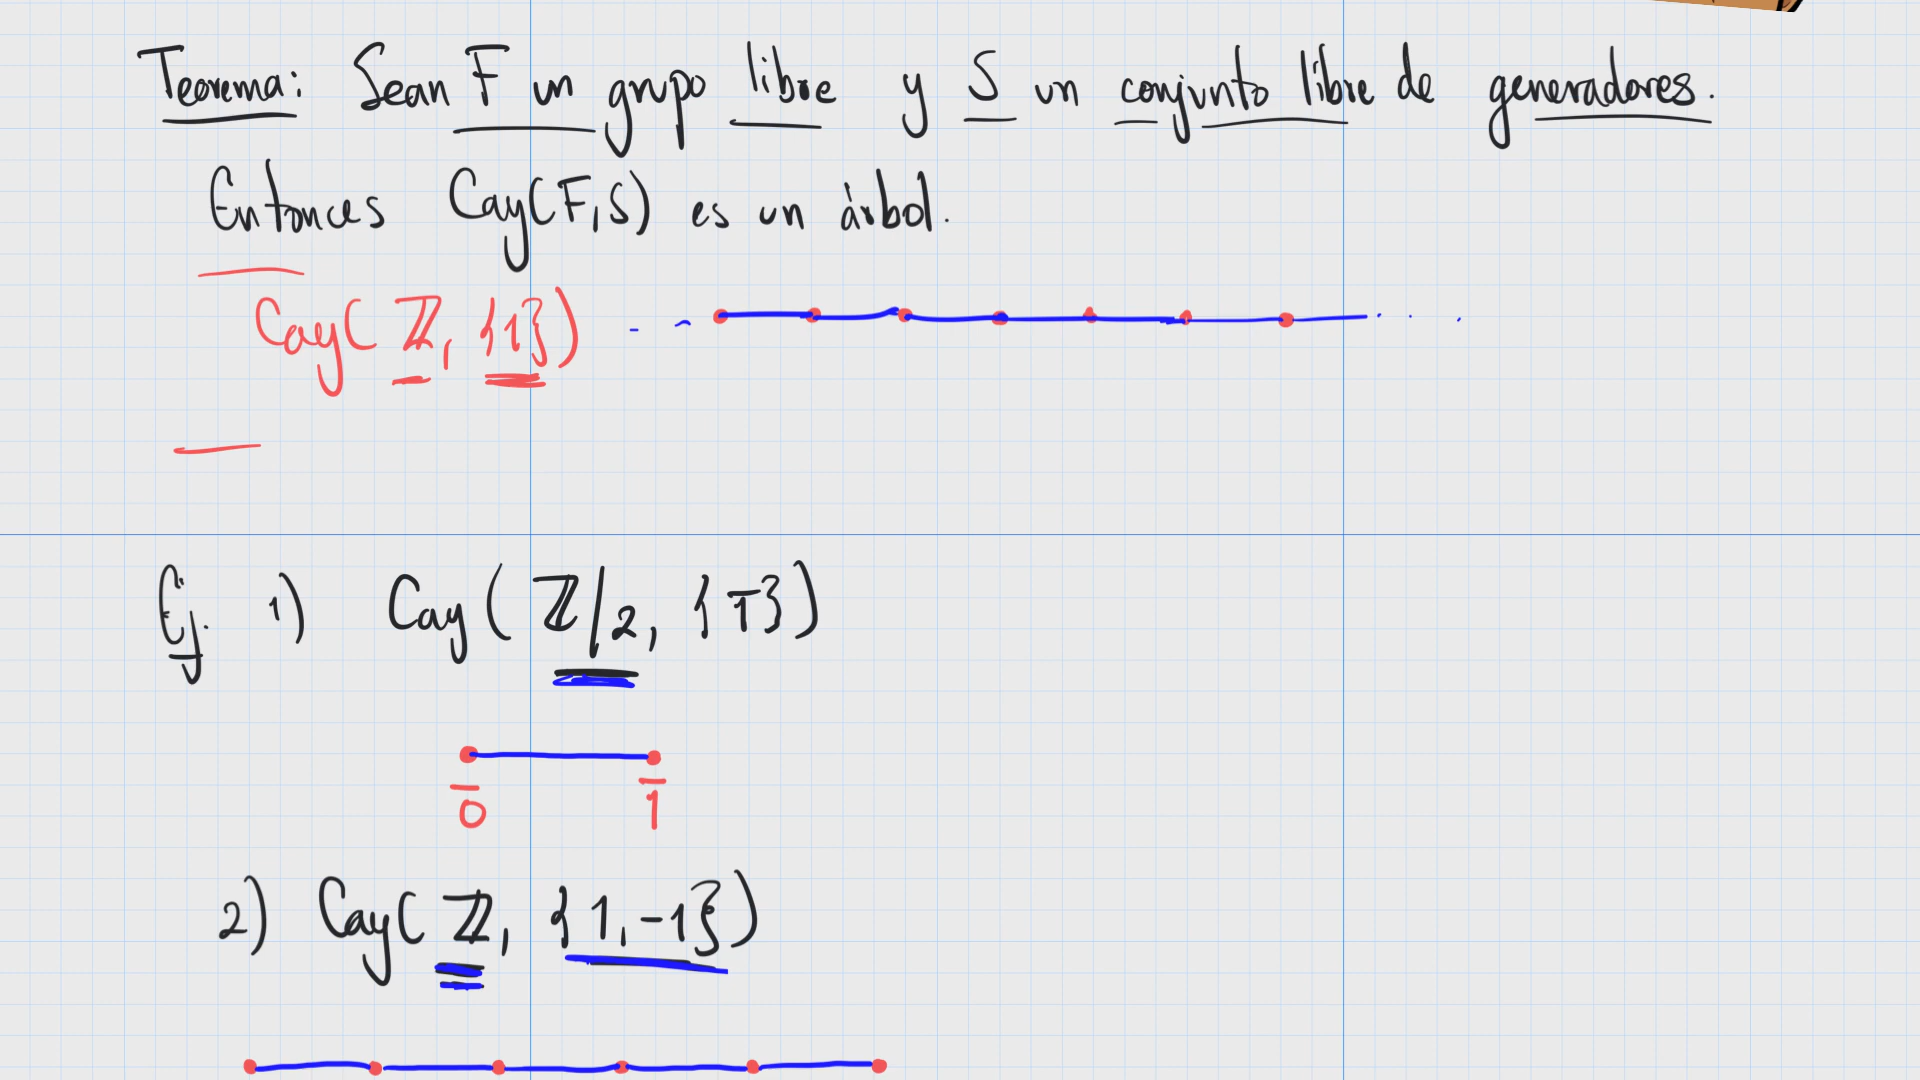 Teorema: Sean F un grupo libre y S un conjunto libre de generadores.
Entonces Cay(F,S) es un árbol.
Cay(ℤ, {1})
Ej. 1) Cay(ℤ/2, {1̅})
0̅ 1̅
2) Cay(ℤ, {1,-1})